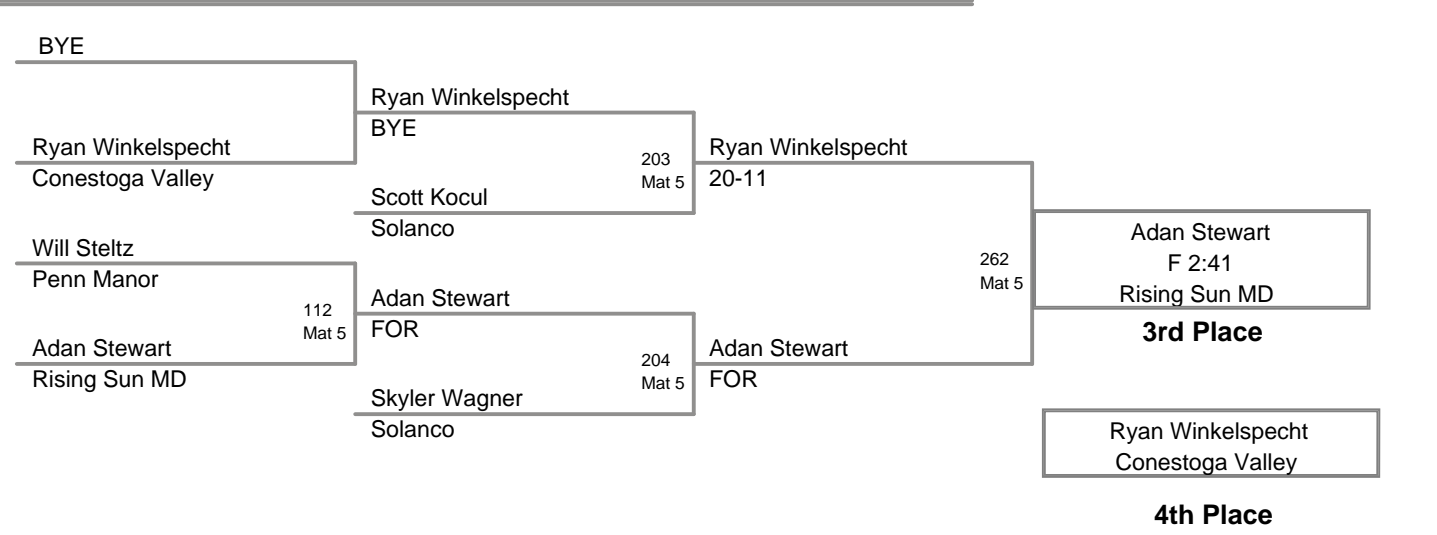 BYE
Ryan Winkelspecht
BYE
Ryan Winkelspecht
Conestoga Valley
203
Mat 5
Ryan Winkelspecht
20-11
Scott Kocul
Solanco
Will Steltz
Penn Manor
112
Mat 5
Adan Stewart
FOR
Adan Stewart
Rising Sun MD
204
Mat 5
Adan Stewart
FOR
Skyler Wagner
Solanco
262
Mat 5
Adan Stewart
F 2:41
Rising Sun MD
3rd Place
Ryan Winkelspecht
Conestoga Valley
4th Place